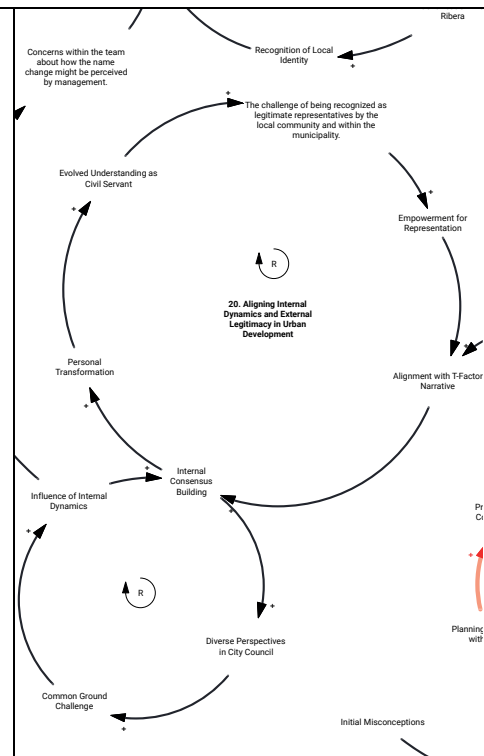 Ribera
Recognition of Local
Identity
+
Concerns within the team
about how the name
change might be perceived
by management.
+
The challenge of being recognized as
legitimate representatives by the
local community and within the
municipality.
Evolved Understanding as
Civil Servant
+
+
Empowerment for
Representation
R
20. Aligning Internal
Dynamics and External
Legitimacy in Urban
Development
+
Personal
Transformation
Alignment with T-Factor
Narrative
+
+
Internal
Consensus
Building
Influence of Internal
Dynamics
+
+
+
R
+
Diverse Perspectives
in City Council
Planning
with
Common Ground
Challenge
+
Initial Misconceptions